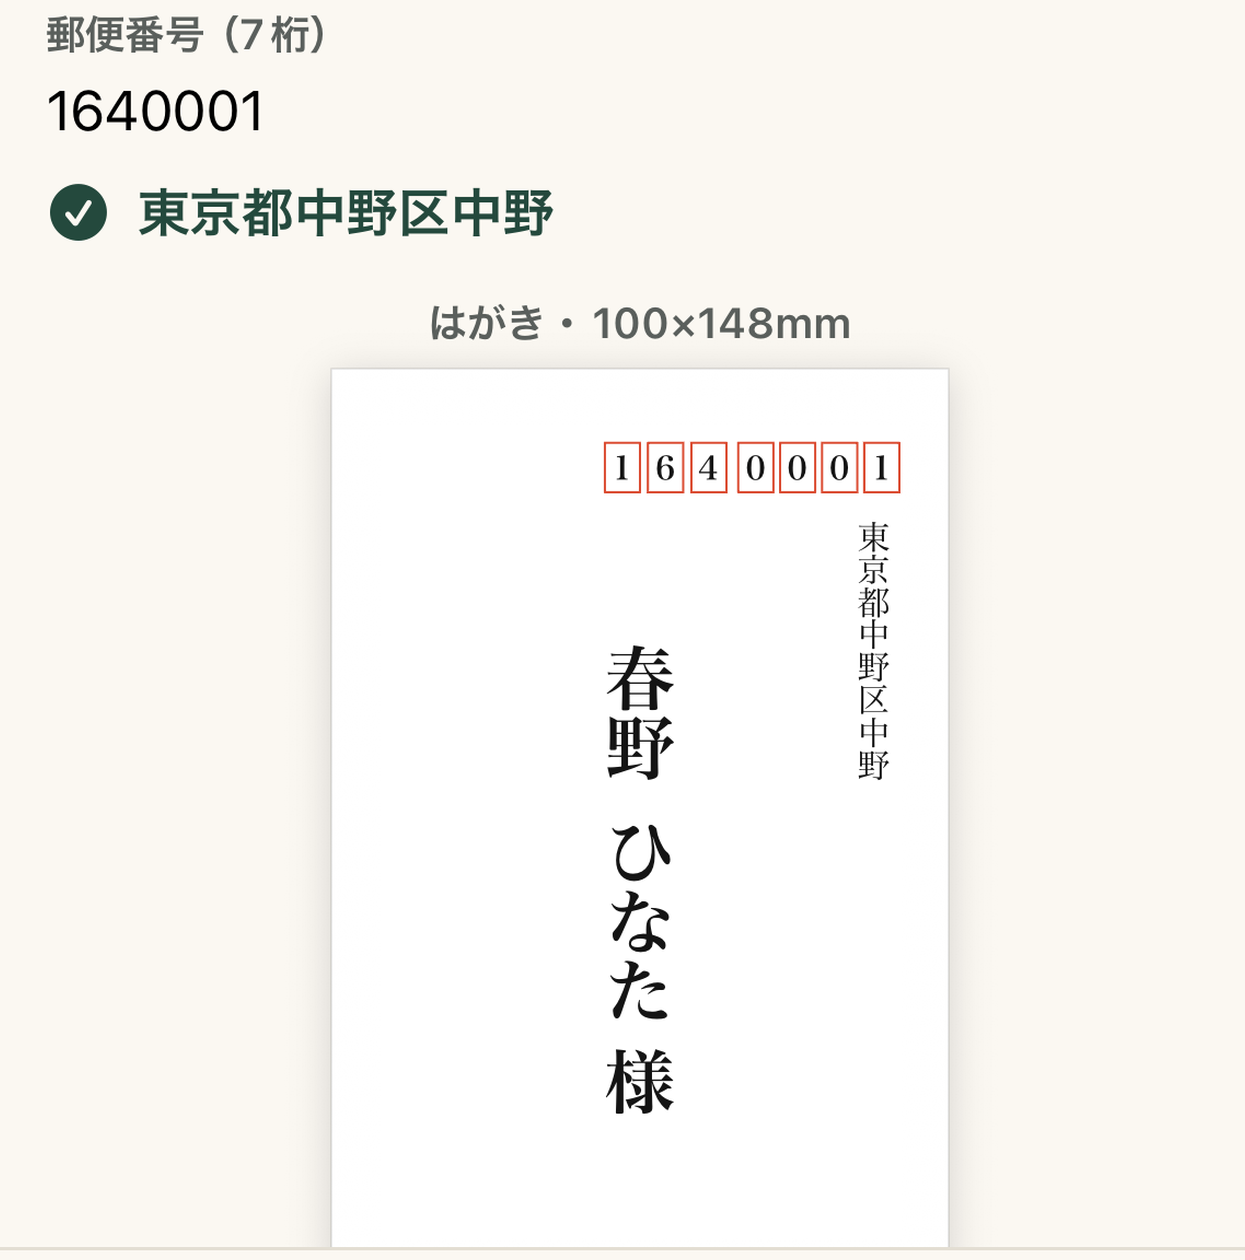 郵便番号（7桁）
1640001
東京都中野区中野
はがき・100×148mm
1640001
東京都中野区中野
春野 ひなた 様